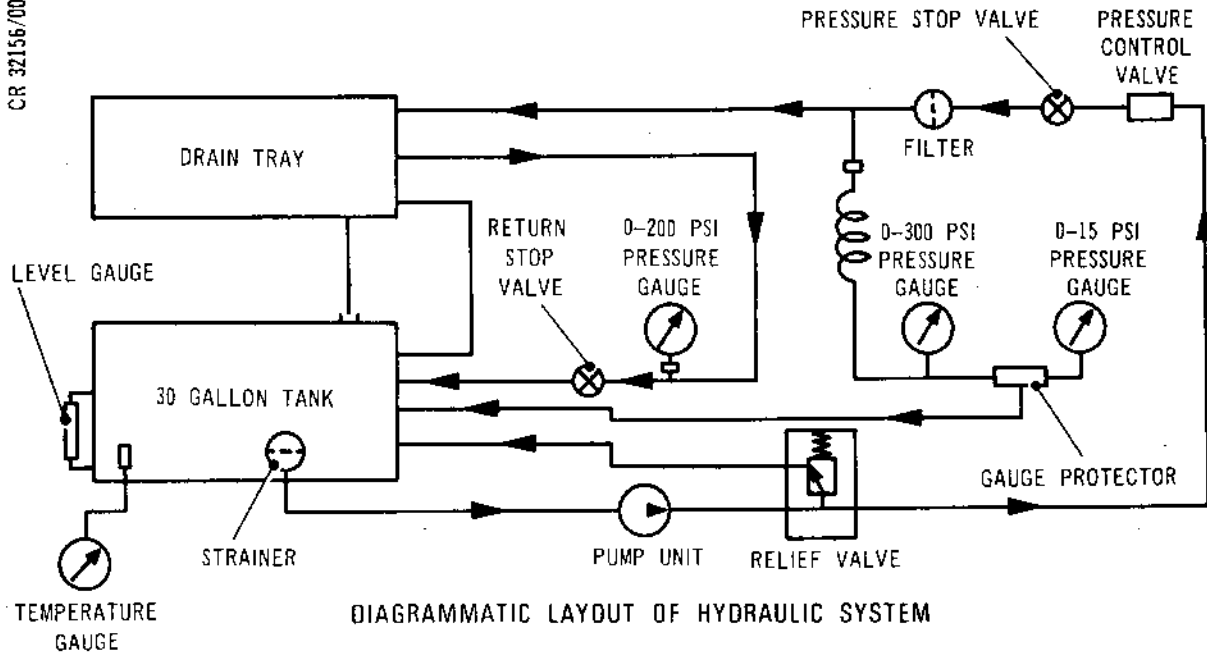 CR 32156/00
PRESSURE STOP VALVE
PRESSURE
CONTROL
VALVE
DRAIN TRAY
FILTER
RETURN
STOP
VALVE
0-200 PSI
PRESSURE
GAUGE
0-300 PSI
PRESSURE
GAUGE
0-15 PSI
PRESSURE
GAUGE
LEVEL GAUGE
30 GALLON TANK
GAUGE PROTECTOR
STRAINER
PUMP UNIT
RELIEF VALVE
TEMPERATURE
GAUGE
DIAGRAMMATIC LAYOUT OF HYDRAULIC SYSTEM